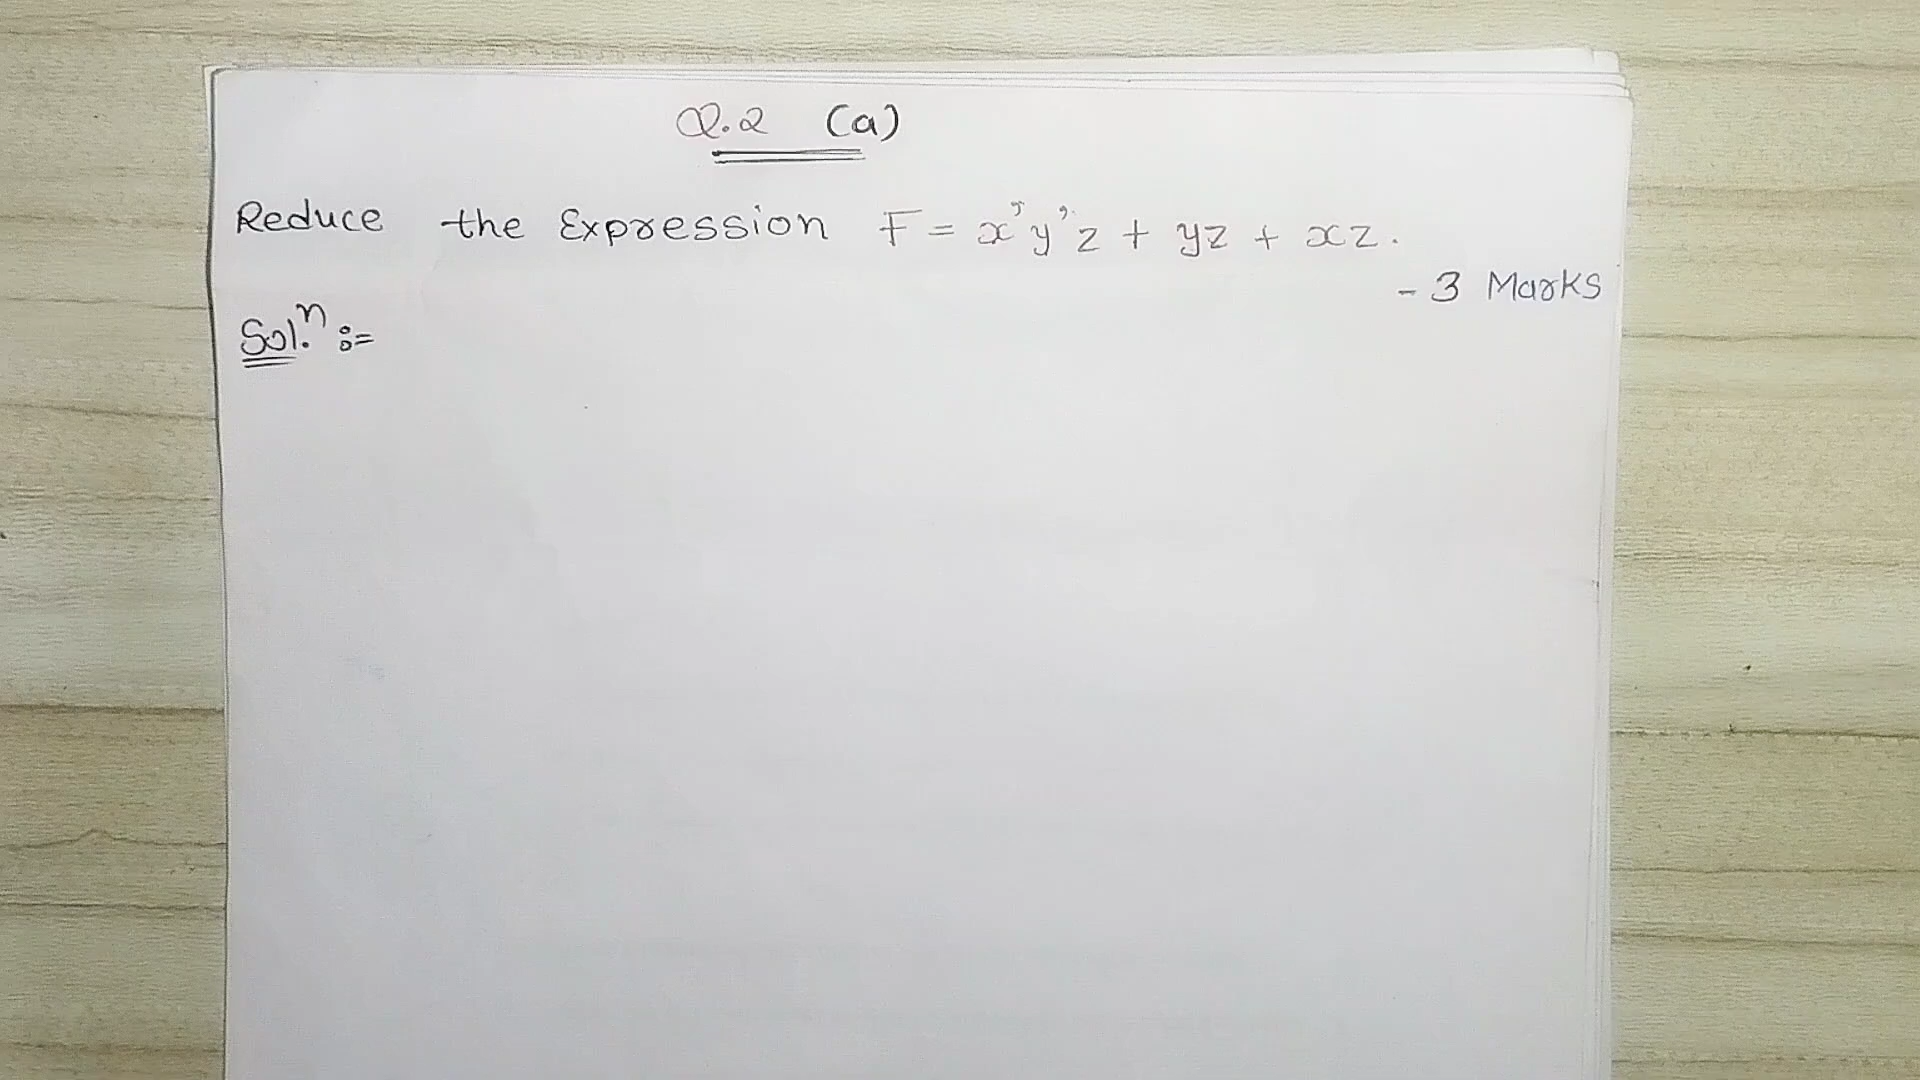 Q.2 (a)
Reduce the Expression F = x'y'z + yz + xz.
- 3 Marks
Sol.ⁿ :=